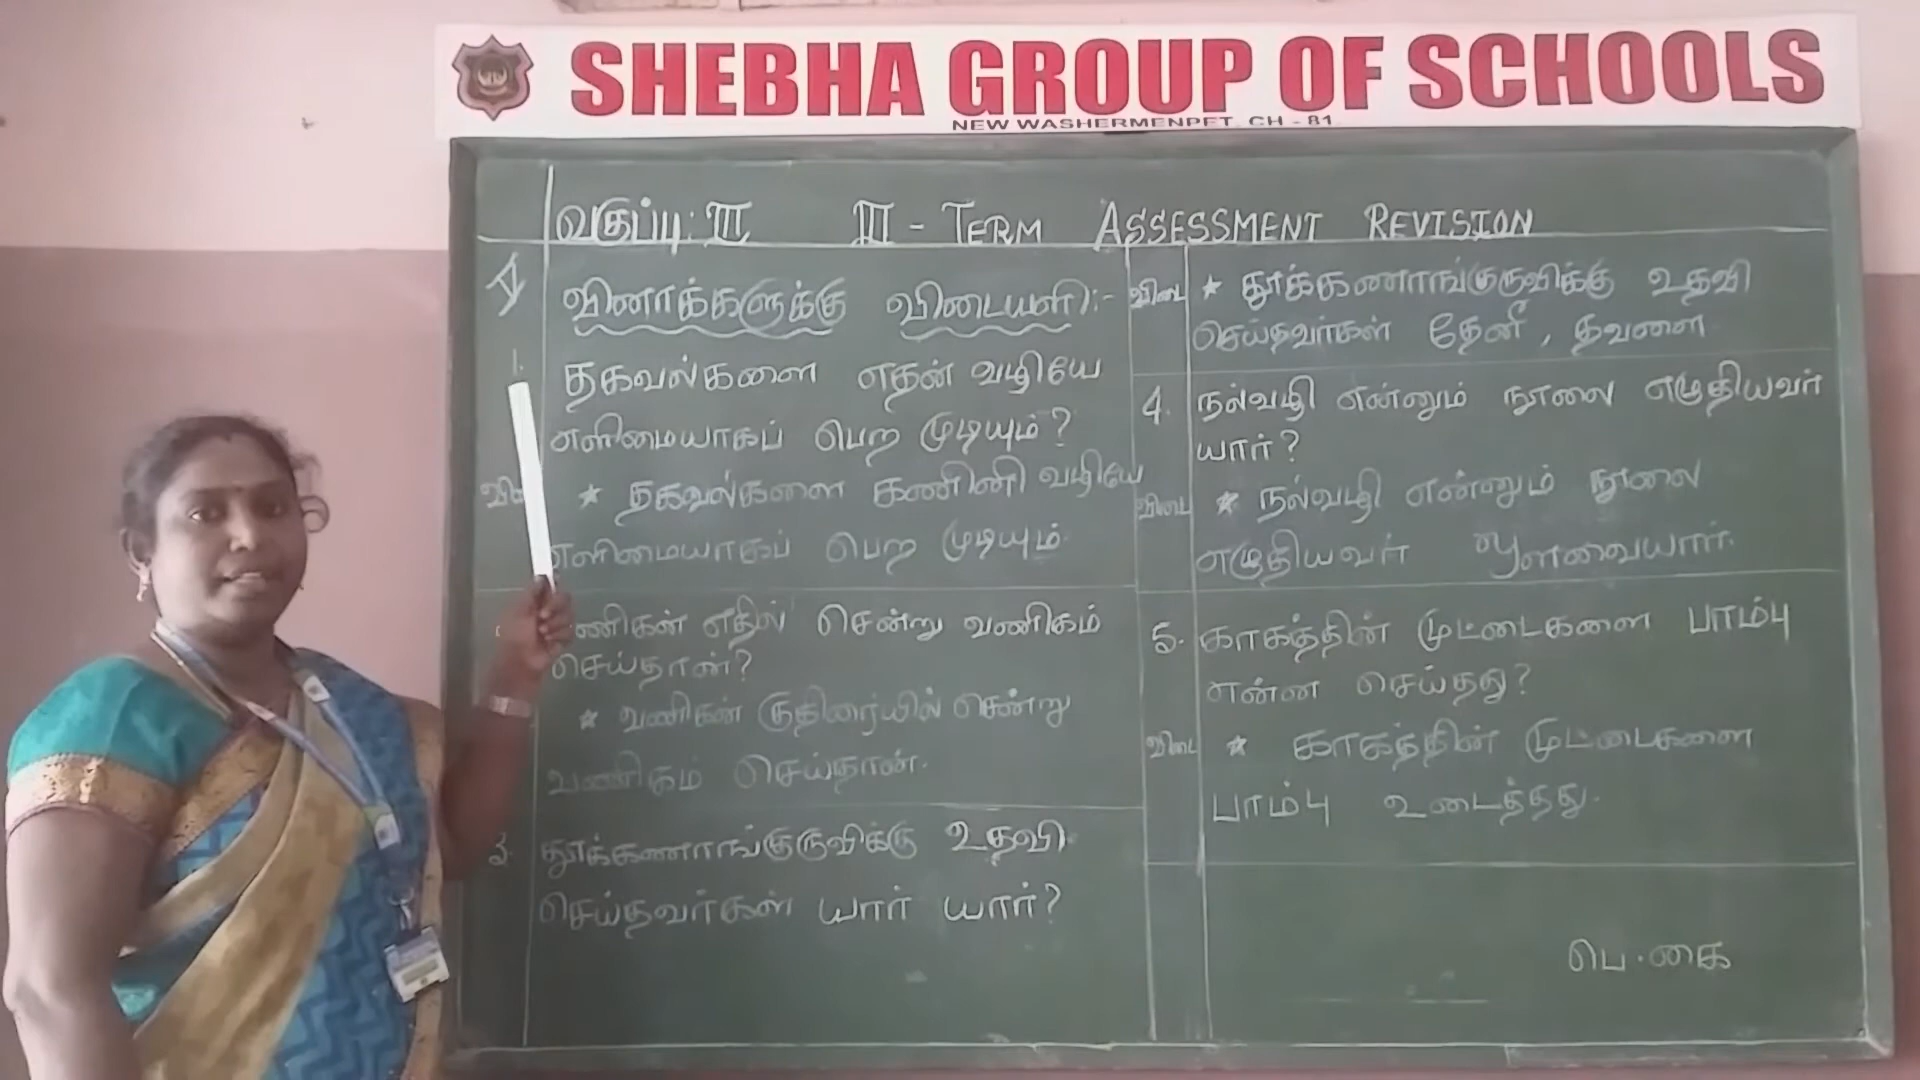 SHEBHA GROUP OF SCHOOLS
NEW WASHERMENPET, CH - 81.
வகுப்பு: III III - TERM ASSESSMENT REVISION
V வினாக்களுக்கு விடையளி:-
1. தகவல்களை எதன் வழியே
எளிமையாகப் பெற முடியும்?
★ தகவல்களை கணினி வழியே
எளிமையாகப் பெற முடியும்.
வணிகன் எதில் சென்று வணிகம்
செய்தான்?
★ வணிகன் குதிரையில் சென்று
வணிகம் செய்தான்.
3. தூக்கணாங்குருவிக்கு உதவி
செய்தவர்கள் யார் யார்?
விடை ★ தூக்கணாங்குருவிக்கு உதவி
செய்தவர்கள் தேனீ, தவளை
4. நல்வழி என்னும் நூலை எழுதியவர்
யார்?
விடை ★ நல்வழி என்னும் நூலை
எழுதியவர் ஒளவையார்.
5. காகத்தின் முட்டைகளை பாம்பு
என்ன செய்தது?
விடை ★ காகத்தின் முட்டைகளை
பாம்பு உடைத்தது.
பெ.கை